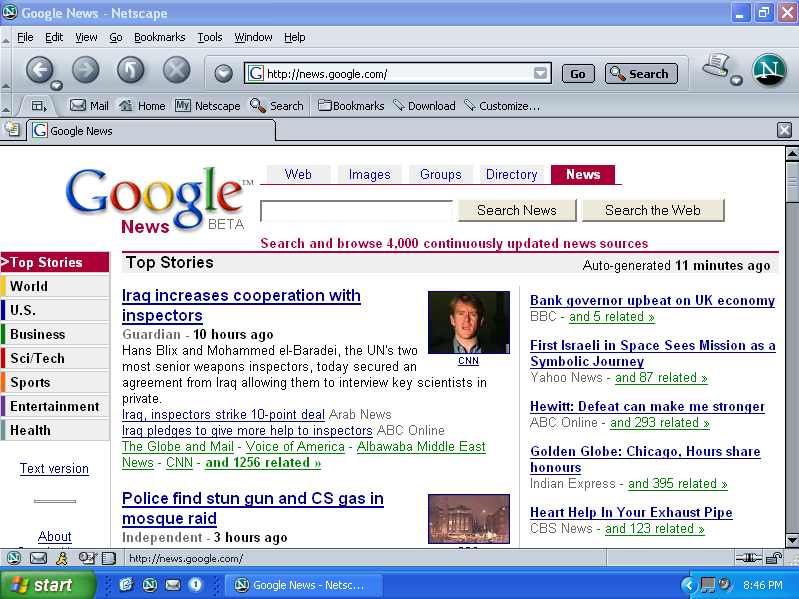 Google News - Netscape
File Edit View Go Bookmarks Tools Window Help
http://news.google.com/ Go Search
Mail Home My Netscape Search Bookmarks Download Customize...
Google News
Google™
News BETA
Web Images Groups Directory News
Search News Search the Web
Search and browse 4,000 continuously updated news sources
>Top Stories
World
U.S.
Business
Sci/Tech
Sports
Entertainment
Health
Text version
About
Top Stories Auto-generated 11 minutes ago
Iraq increases cooperation with
inspectors
Guardian - 10 hours ago
Hans Blix and Mohammed el-Baradei, the UN's two
most senior weapons inspectors, today secured an
agreement from Iraq allowing them to interview key scientists in
private.
Iraq, inspectors strike 10-point deal Arab News
Iraq pledges to give more help to inspectors ABC Online
The Globe and Mail - Voice of America - Albawaba Middle East
News - CNN - and 1256 related »
CNN
Police find stun gun and CS gas in
mosque raid
Independent - 3 hours ago
Bank governor upbeat on UK economy
BBC - and 5 related »
First Israeli in Space Sees Mission as a
Symbolic Journey
Yahoo News - and 87 related »
Hewitt: Defeat can make me stronger
ABC Online - and 293 related »
Golden Globe: Chicago, Hours share
honours
Indian Express - and 395 related »
Heart Help In Your Exhaust Pipe
CBS News - and 123 related »
http://news.google.com/
start Google News - Netsc... 8:46 PM